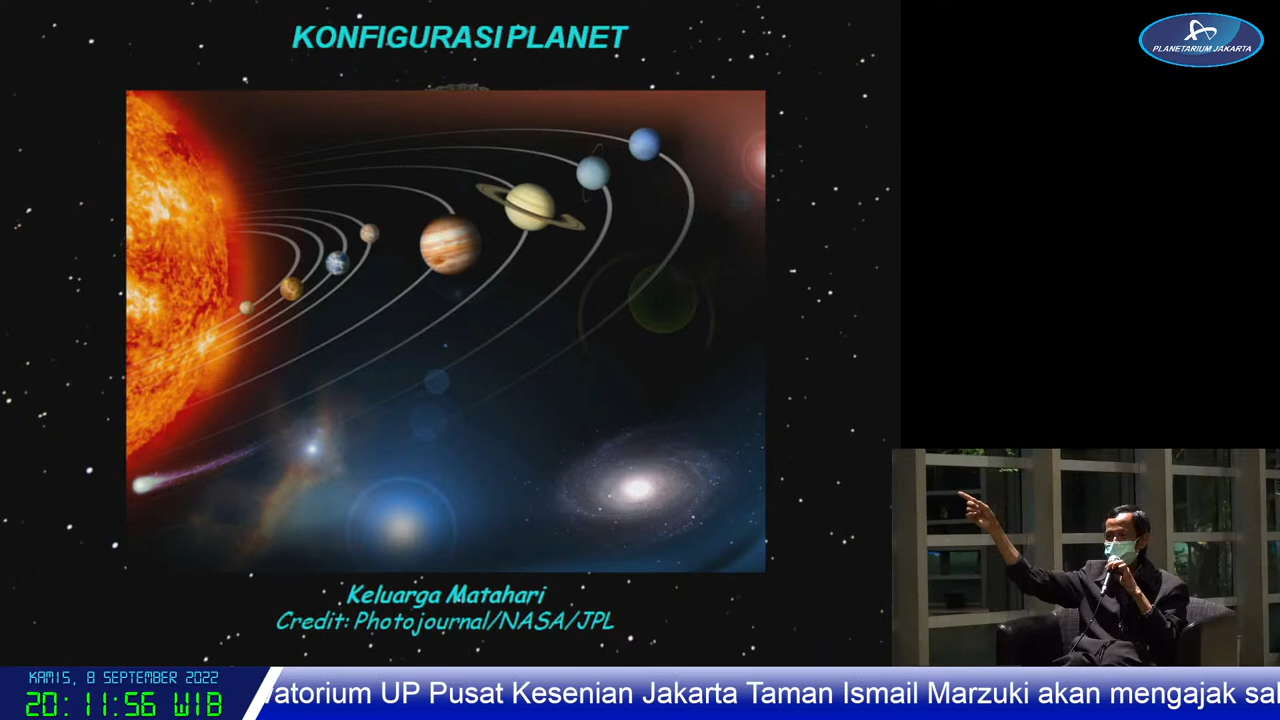 KONFIGURASI PLANET
PLANETARIUM JAKARTA
Keluarga Matahari
Credit: Photojournal/NASA/JPL
KAMIS, 8 SEPTEMBER 2022
20:11:56 WIB
atorium UP Pusat Kesenian Jakarta Taman Ismail Marzuki akan mengajak sa